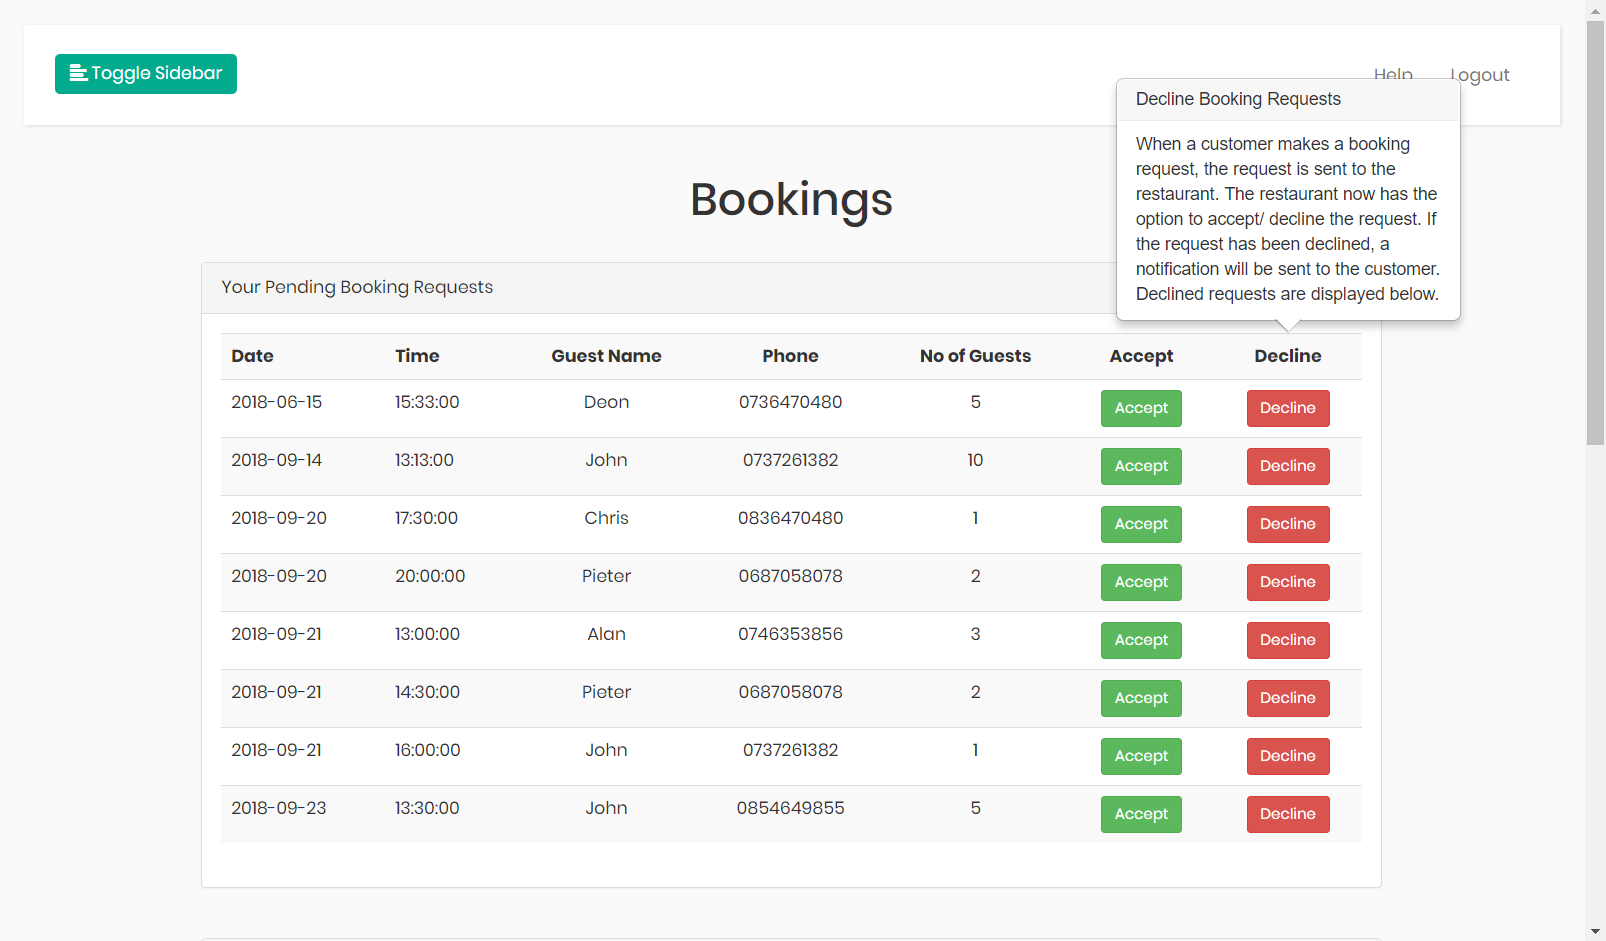 Toggle Sidebar
Help Logout
Decline Booking Requests
When a customer makes a booking
request, the request is sent to the
restaurant. The restaurant now has the
option to accept/ decline the request. If
the request has been declined, a
notification will be sent to the customer.
Declined requests are displayed below.
Bookings
Your Pending Booking Requests
Date Time Guest Name Phone No of Guests Accept Decline
2018-06-15 15:33:00 Deon 0736470480 5 Accept Decline
2018-09-14 13:13:00 John 0737261382 10 Accept Decline
2018-09-20 17:30:00 Chris 0836470480 1 Accept Decline
2018-09-20 20:00:00 Pieter 0687058078 2 Accept Decline
2018-09-21 13:00:00 Alan 0746353856 3 Accept Decline
2018-09-21 14:30:00 Pieter 0687058078 2 Accept Decline
2018-09-21 16:00:00 John 0737261382 1 Accept Decline
2018-09-23 13:30:00 John 0854649855 5 Accept Decline